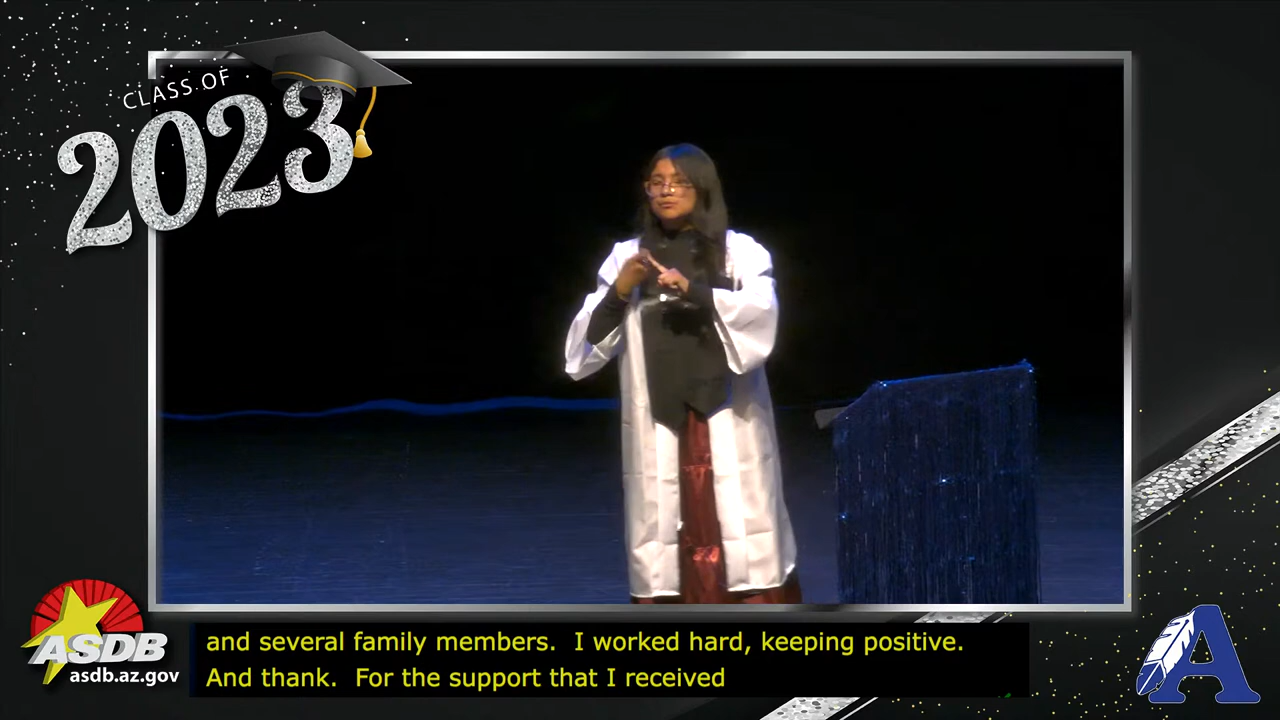 CLASS OF
2023
ASDB
asdb.az.gov
and several family members.  I worked hard, keeping positive.
And thank.  For the support that I received
A